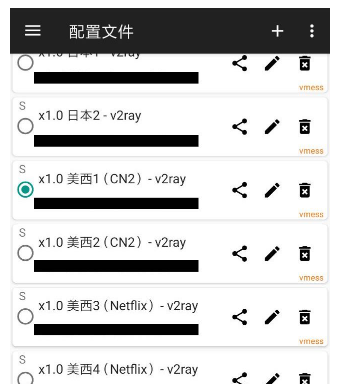 配置文件
x1.0 日本1 - v2ray
vmess
S
x1.0 日本2 - v2ray
vmess
S
x1.0 美西1（CN2）- v2ray
vmess
S
x1.0 美西2（CN2）- v2ray
vmess
S
x1.0 美西3（Netflix）- v2ray
vmess
S
x1.0 美西4（Netflix）- v2ray